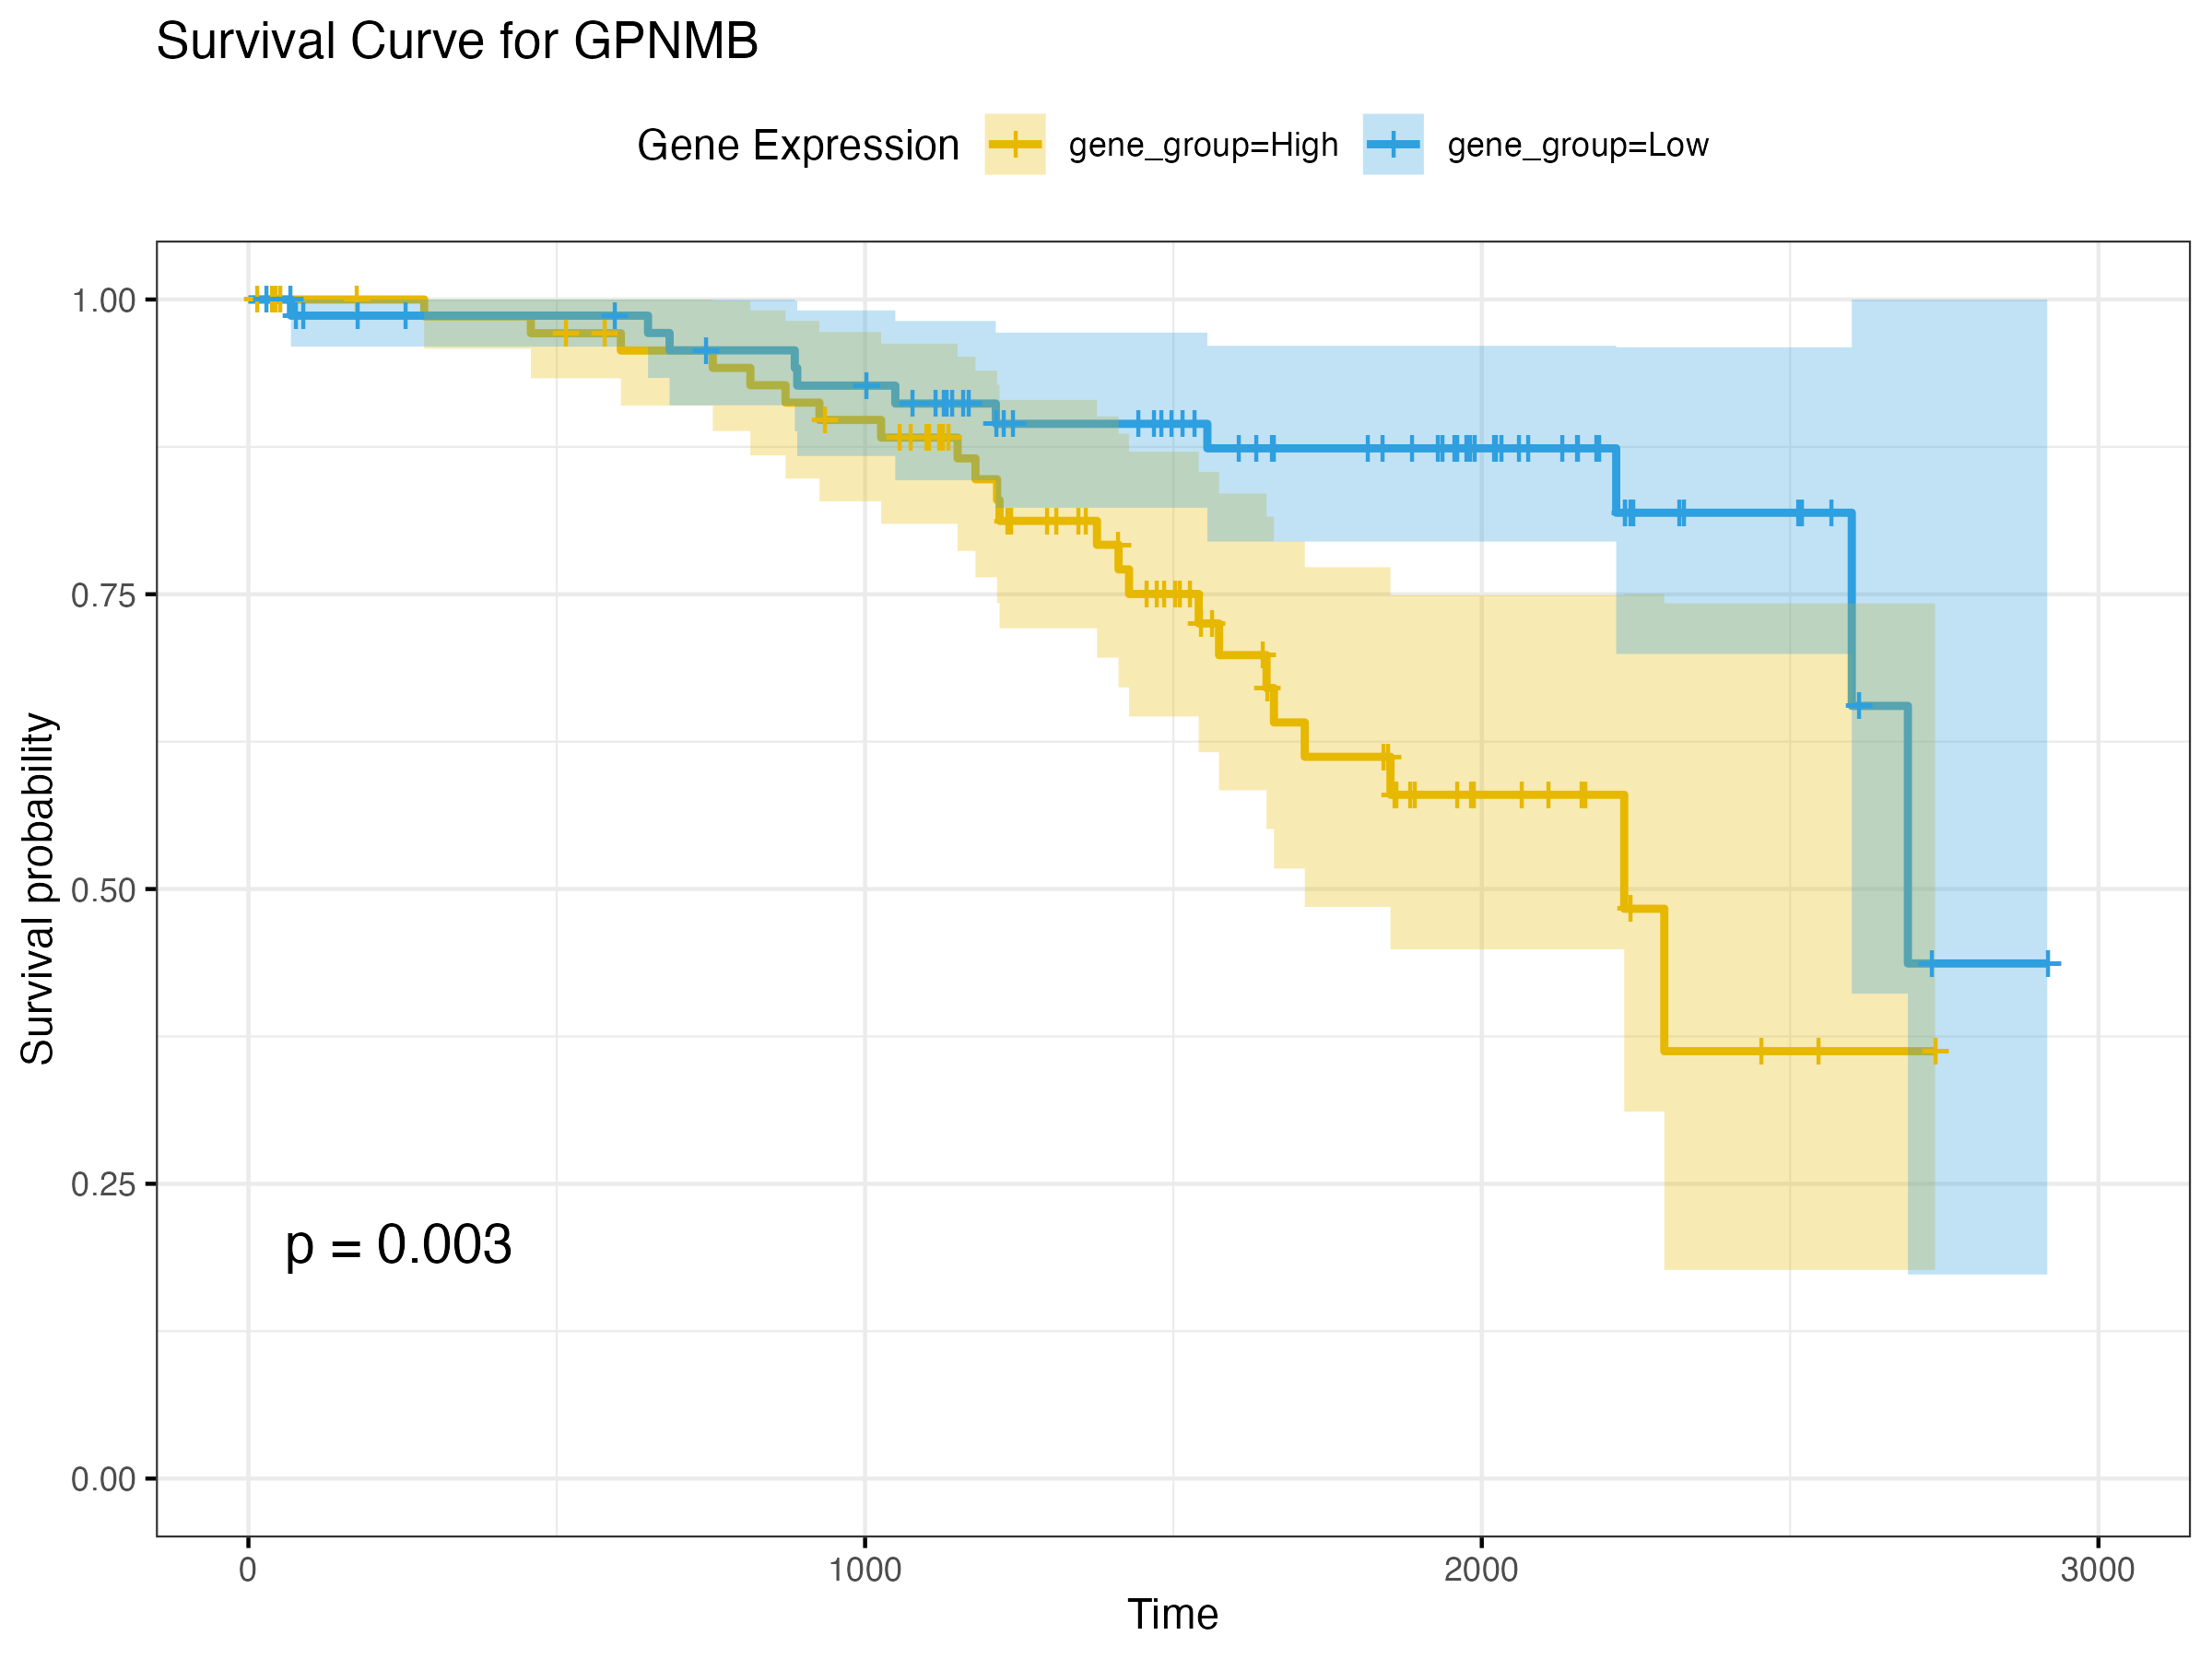 Survival Curve for GPNMB
Gene Expression gene_group=High gene_group=Low
1.00
0.75
0.50
0.25
0.00
Survival probability
p = 0.003
0 1000 2000 3000
Time